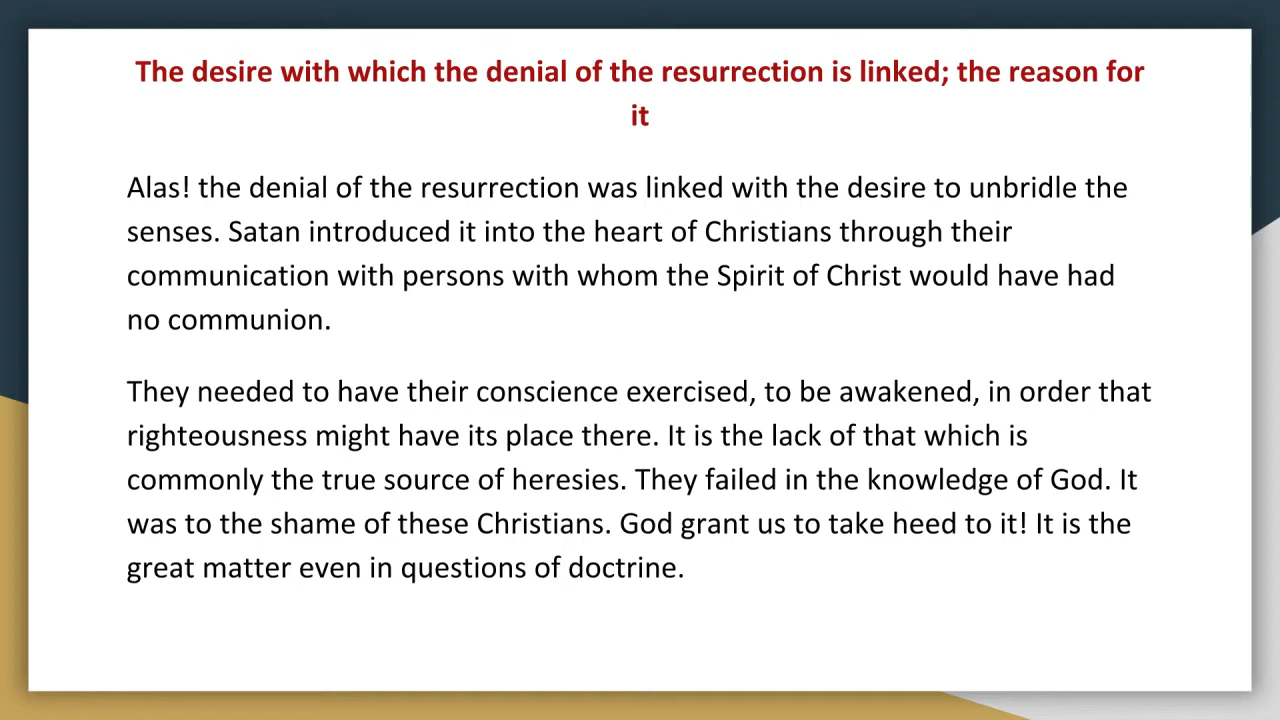 The desire with which the denial of the resurrection is linked; the reason for
it
Alas! the denial of the resurrection was linked with the desire to unbridle the
senses. Satan introduced it into the heart of Christians through their
communication with persons with whom the Spirit of Christ would have had
no communion.
They needed to have their conscience exercised, to be awakened, in order that
righteousness might have its place there. It is the lack of that which is
commonly the true source of heresies. They failed in the knowledge of God. It
was to the shame of these Christians. God grant us to take heed to it! It is the
great matter even in questions of doctrine.